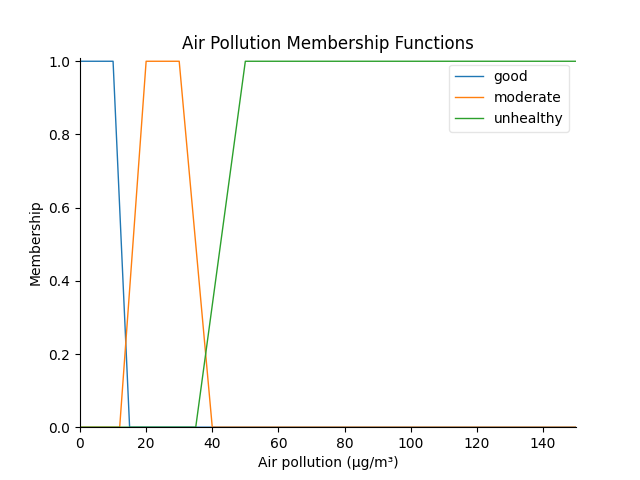 Air Pollution Membership Functions
good
moderate
unhealthy
1.0
0.8
0.6
0.4
0.2
0.0
Membership
0 20 40 60 80 100 120 140
Air pollution (µg/m³)